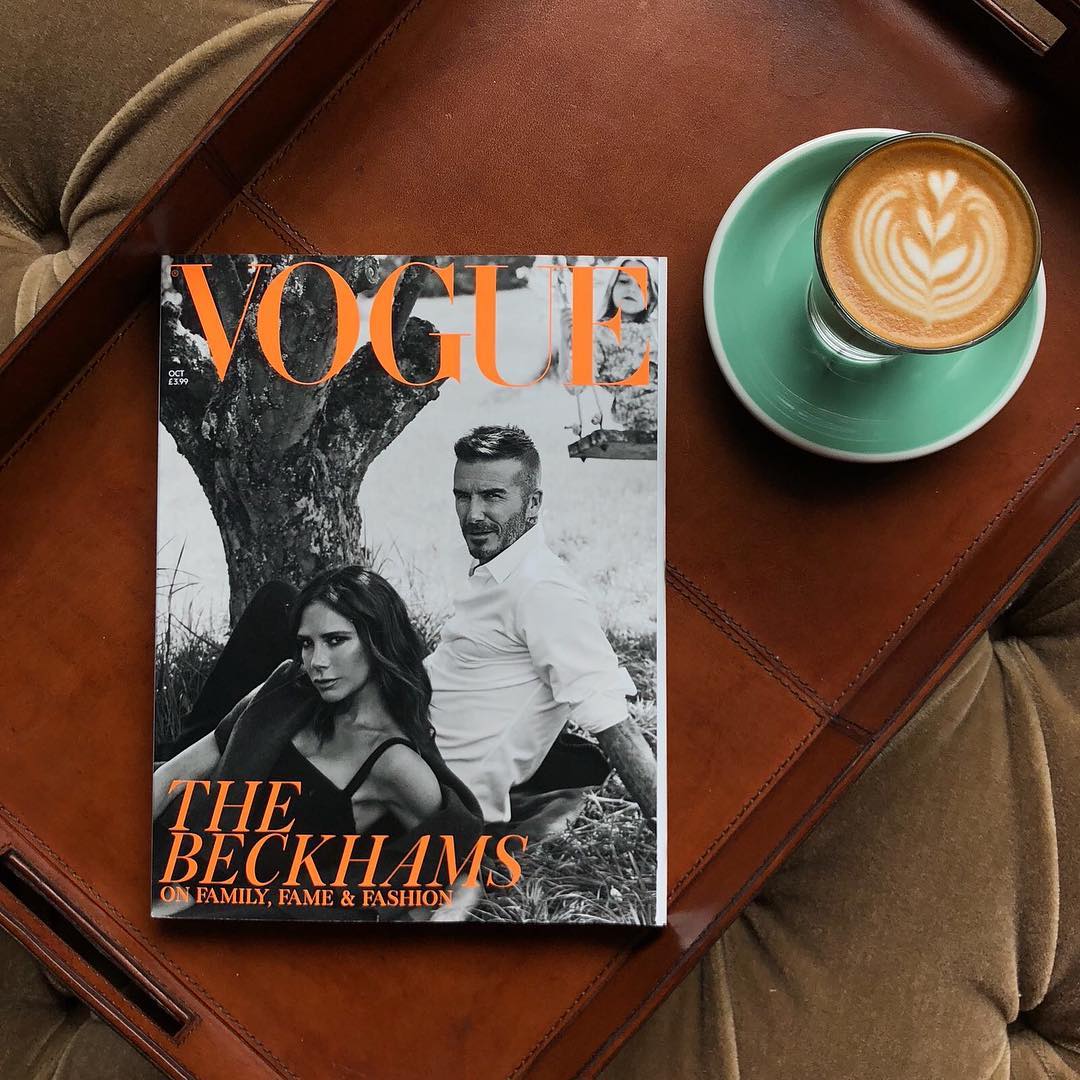 VOGUE
OCT
£3.99
THE
BECKHAMS
ON FAMILY, FAME & FASHION